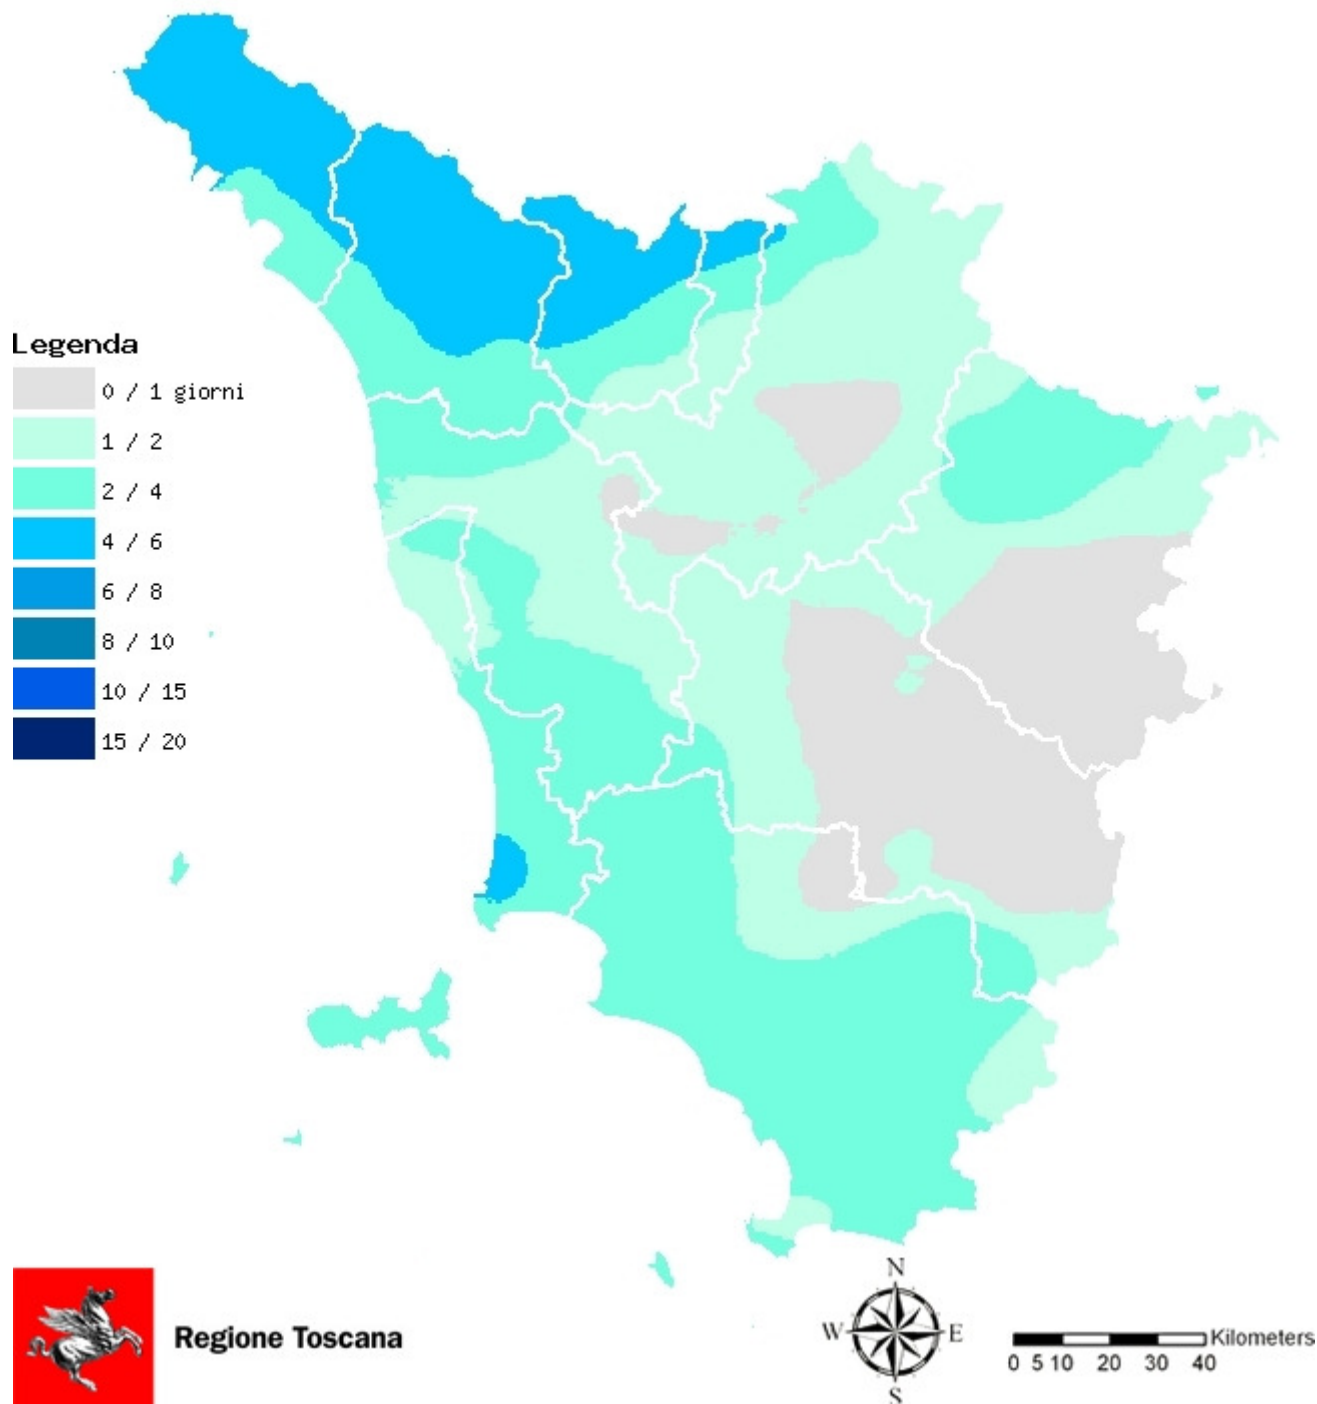 Legenda
0 / 1 giorni
1 / 2
2 / 4
4 / 6
6 / 8
8 / 10
10 / 15
15 / 20
Regione Toscana
N
W E
S
Kilometers
0 5 10 20 30 40